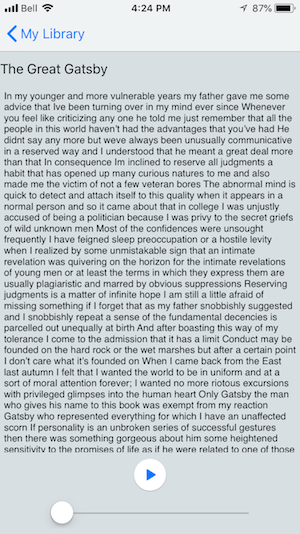 Bell 4:24 PM 87%
My Library
The Great Gatsby
In my younger and more vulnerable years my father gave me some
advice that Ive been turning over in my mind ever since Whenever
you feel like criticizing any one he told me just remember that all the
people in this world haven't had the advantages that you've had He
didnt say any more but weve always been unusually communicative
in a reserved way and I understood that he meant a great deal more
than that In consequence Im inclined to reserve all judgments a
habit that has opened up many curious natures to me and also
made me the victim of not a few veteran bores The abnormal mind is
quick to detect and attach itself to this quality when it appears in a
normal person and so it came about that in college I was unjustly
accused of being a politician because I was privy to the secret griefs
of wild unknown men Most of the confidences were unsought
frequently I have feigned sleep preoccupation or a hostile levity
when I realized by some unmistakable sign that an intimate
revelation was quivering on the horizon for the intimate revelations
of young men or at least the terms in which they express them are
usually plagiaristic and marred by obvious suppressions Reserving
judgments is a matter of infinite hope I am still a little afraid of
missing something if I forget that as my father snobbishly suggested
and I snobbishly repeat a sense of the fundamental decencies is
parcelled out unequally at birth And after boasting this way of my
tolerance I come to the admission that it has a limit Conduct may be
founded on the hard rock or the wet marshes but after a certain point
I don't care what it's founded on When I came back from the East
last autumn I felt that I wanted the world to be in uniform and at a
sort of moral attention forever; I wanted no more riotous excursions
with privileged glimpses into the human heart Only Gatsby the man
who gives his name to this book was exempt from my reaction
Gatsby who represented everything for which I have an unaffected
scorn If personality is an unbroken series of successful gestures
then there was something gorgeous about him some heightened
sensitivity to the promises of life as if he were related to one of those